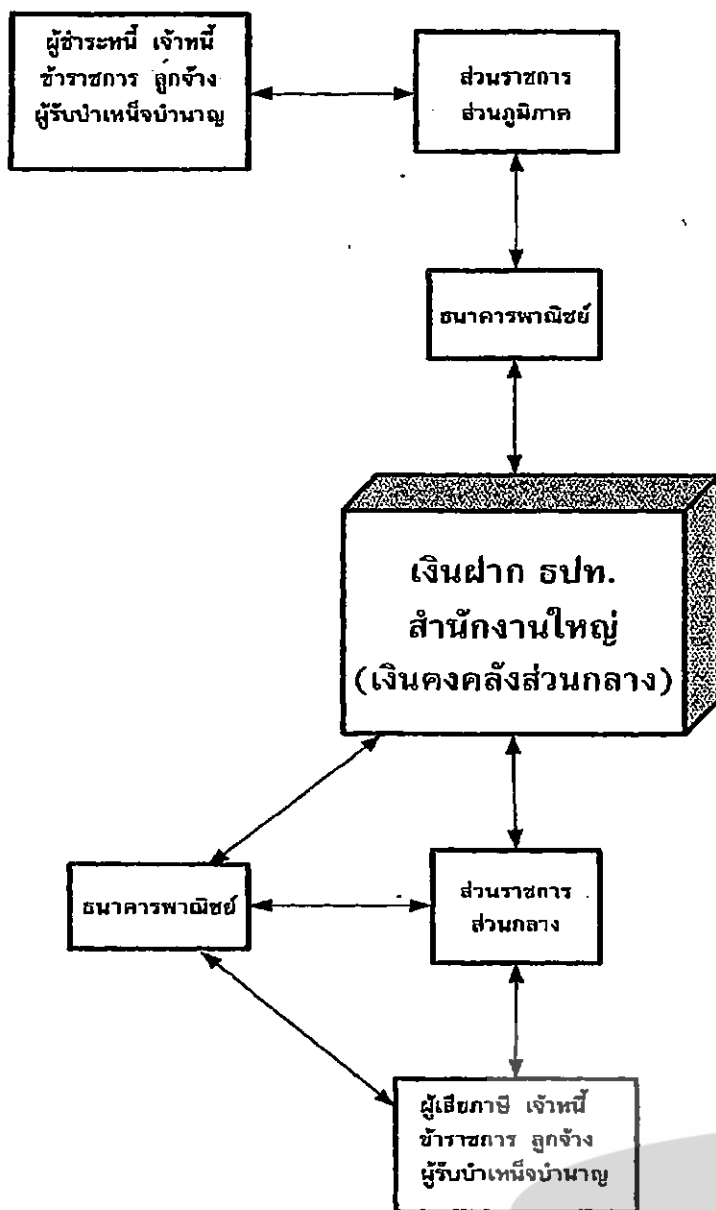 ผู้ชำระหนี้ เจ้าหนี้
ข้าราชการ ลูกจ้าง
ผู้รับบำเหน็จบำนาญ
ส่วนราชการ
ส่วนภูมิภาค
ธนาคารพาณิชย์
เงินฝาก ธปท.
สำนักงานใหญ่
(เงินคงคลังส่วนกลาง)
ธนาคารพาณิชย์
ส่วนราชการ
ส่วนกลาง
ผู้เสียภาษี เจ้าหนี้
ข้าราชการ ลูกจ้าง
ผู้รับบำเหน็จบำนาญ